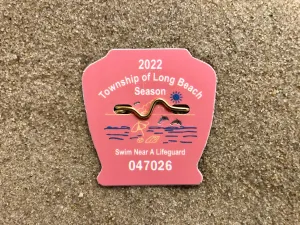 2022
Township of Long Beach
Season
Swim Near A Lifeguard
047026